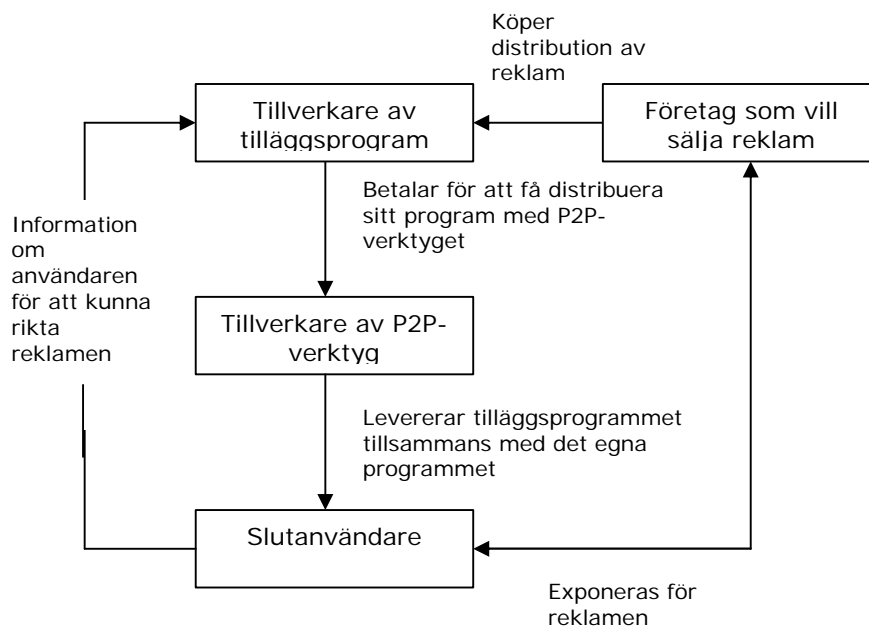 Köper
distribution av
reklam
Tillverkare av
tilläggsprogram
Företag som vill
sälja reklam
Betalar för att få distribuera
sitt program med P2P-
verktyget
Information
om
användaren
för att kunna
rikta
reklamen
Tillverkare av P2P-
verktyg
Levererar tilläggsprogrammet
tillsammans med det egna
programmet
Slutanvändare
Exponeras för
reklamen